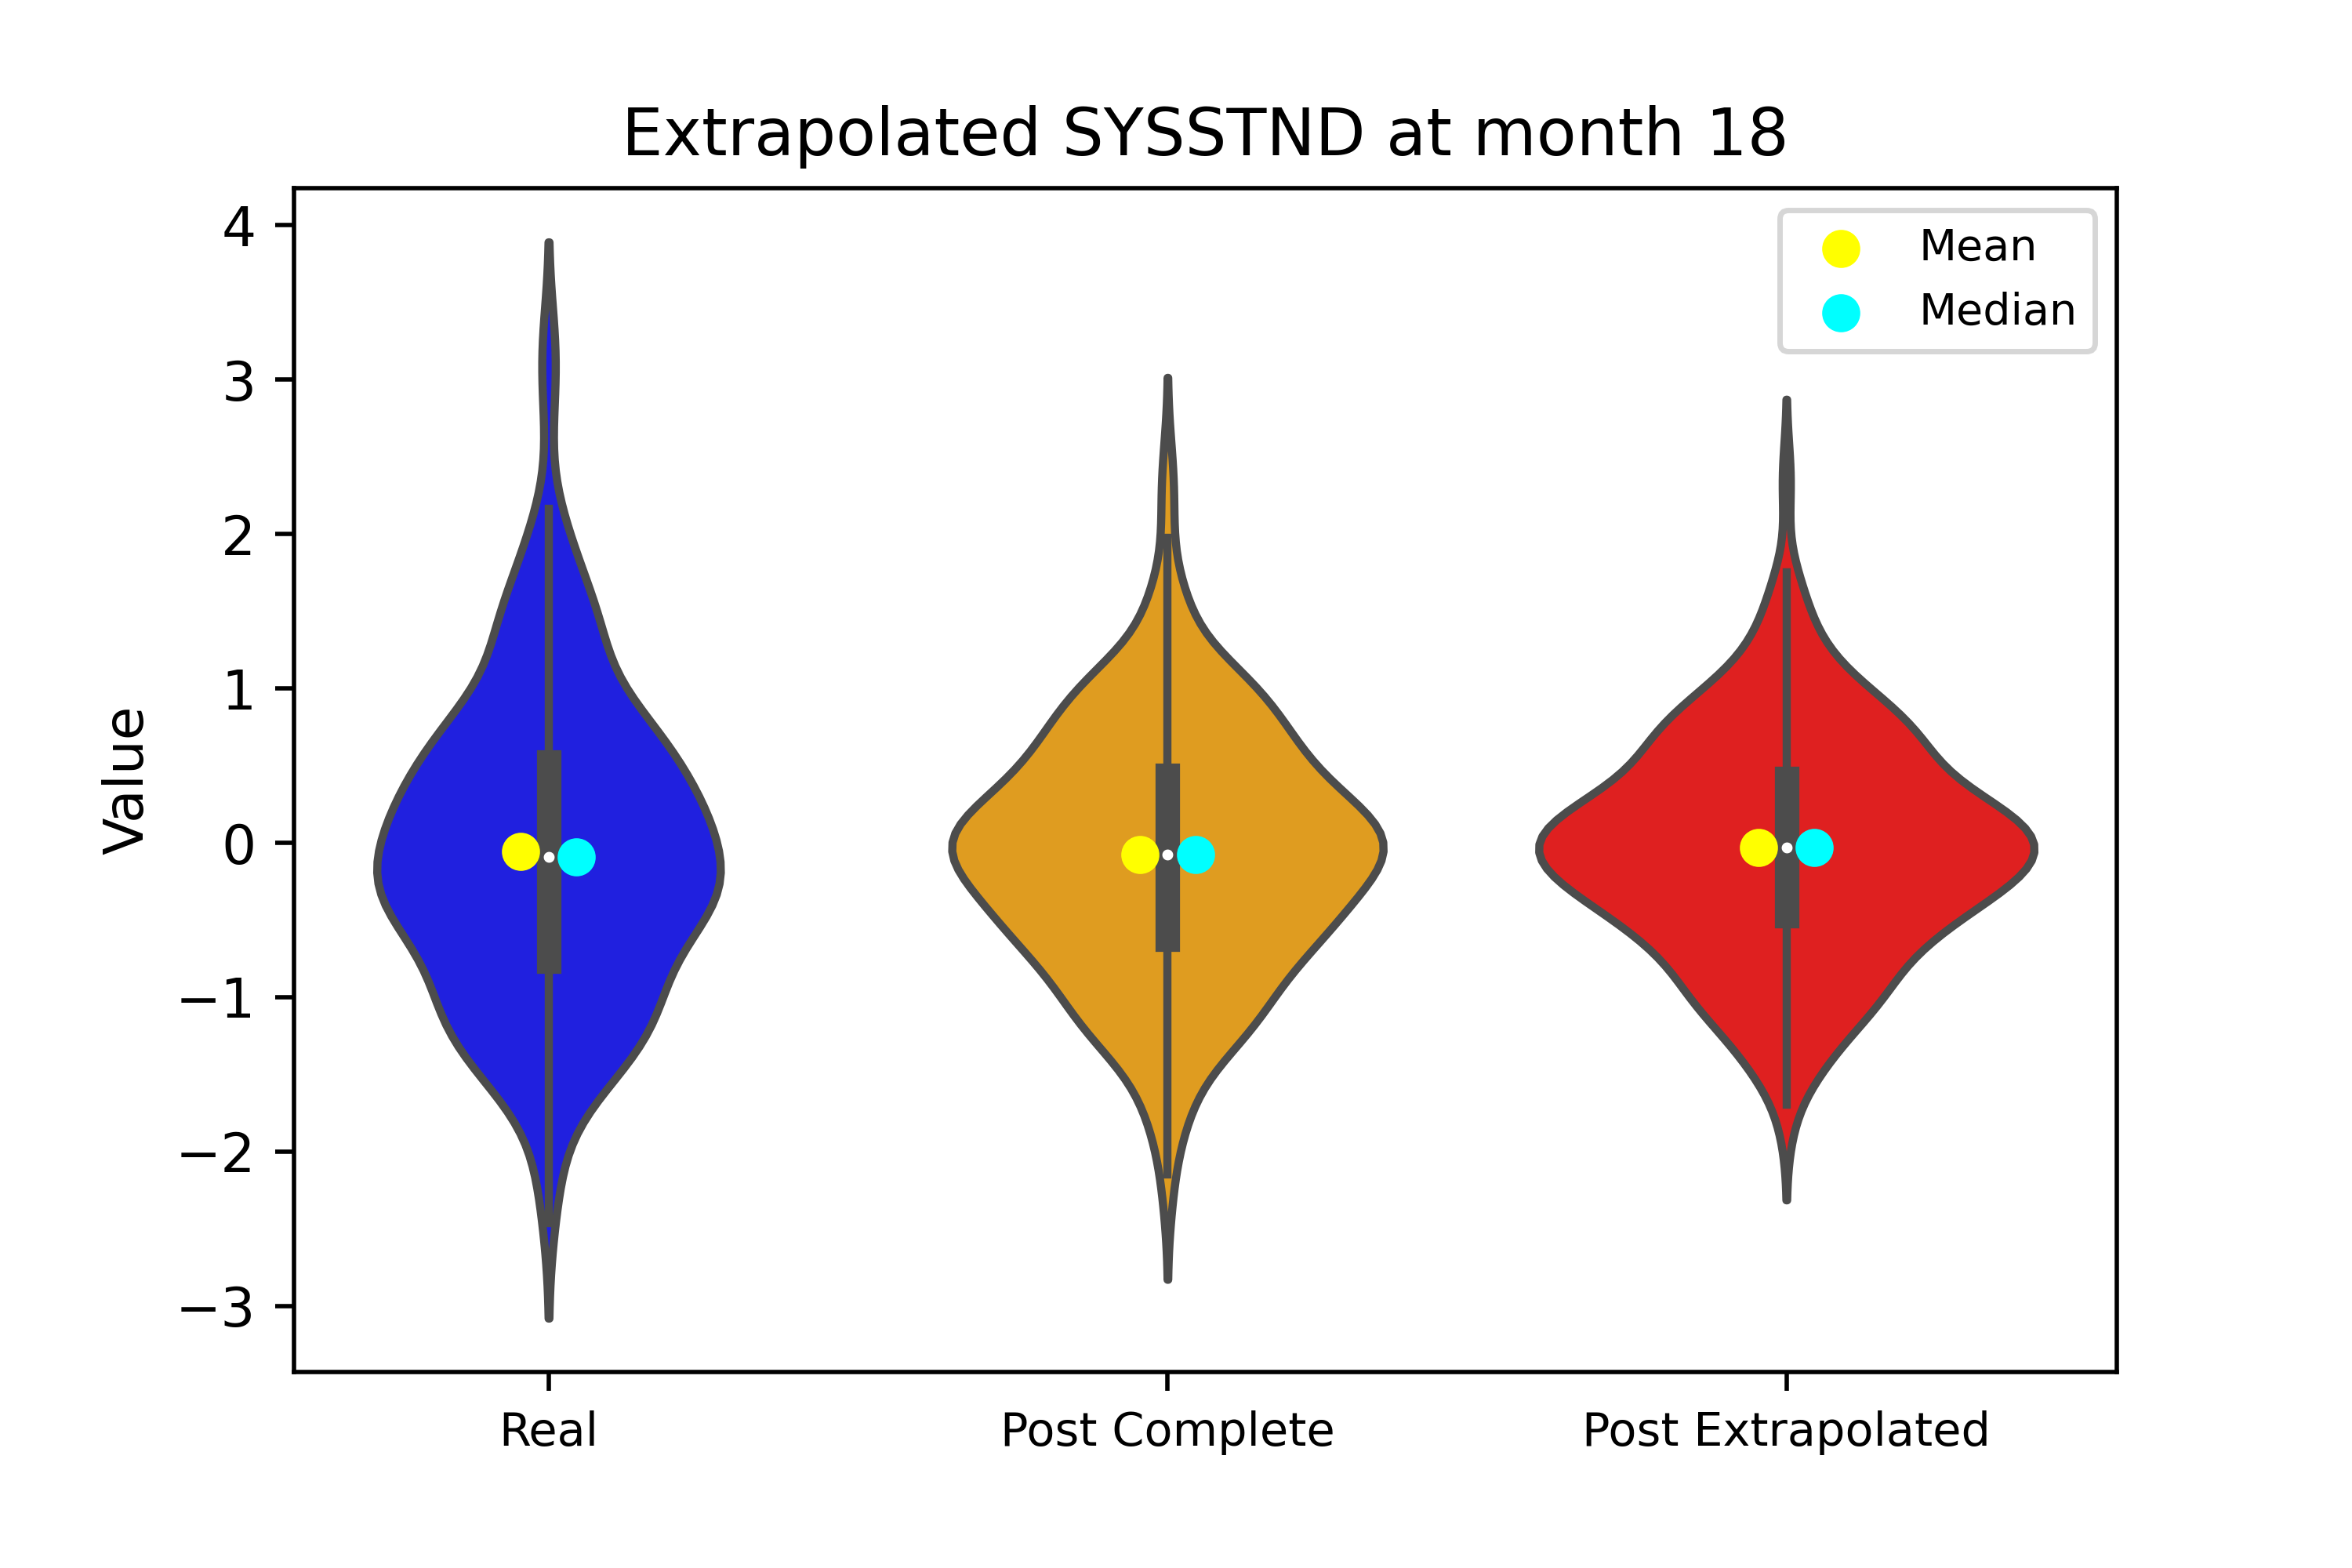 Extrapolated SYSSTND at month 18
Mean
Median
4
3
2
1
0
−1
−2
−3
Value
Real
Post Complete
Post Extrapolated